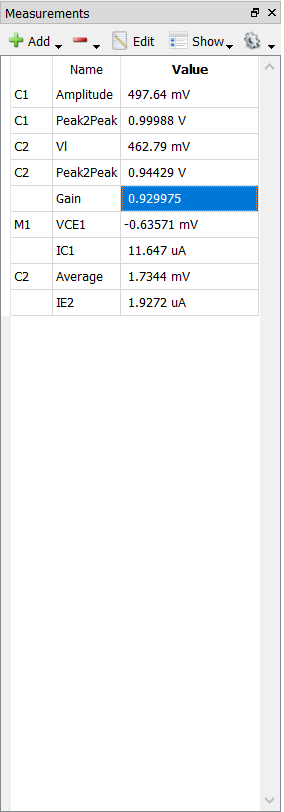 Measurements
Add Edit Show
Name Value
C1 Amplitude 497.64 mV
C1 Peak2Peak 0.99988 V
C2 Vl 462.79 mV
C2 Peak2Peak 0.94429 V
Gain 0.929975
M1 VCE1 -0.63571 mV
IC1 11.647 uA
C2 Average 1.7344 mV
IE2 1.9272 uA